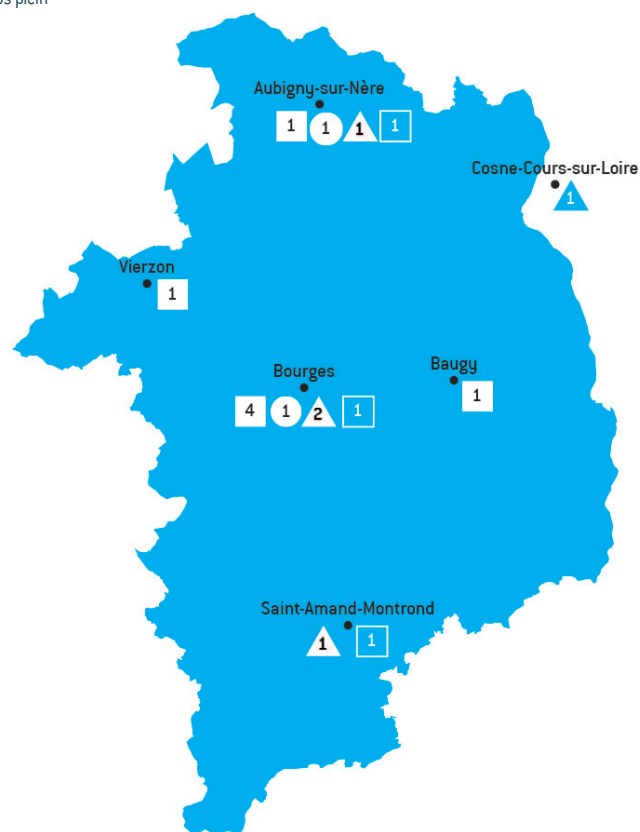 plein
Aubigny-sur-Nère
1 1 1 1
Cosne-Cours-sur-Loire
1
Vierzon
1
Bourges
4 1 2 1
Baugy
1
Saint-Amand-Montrond
1 1